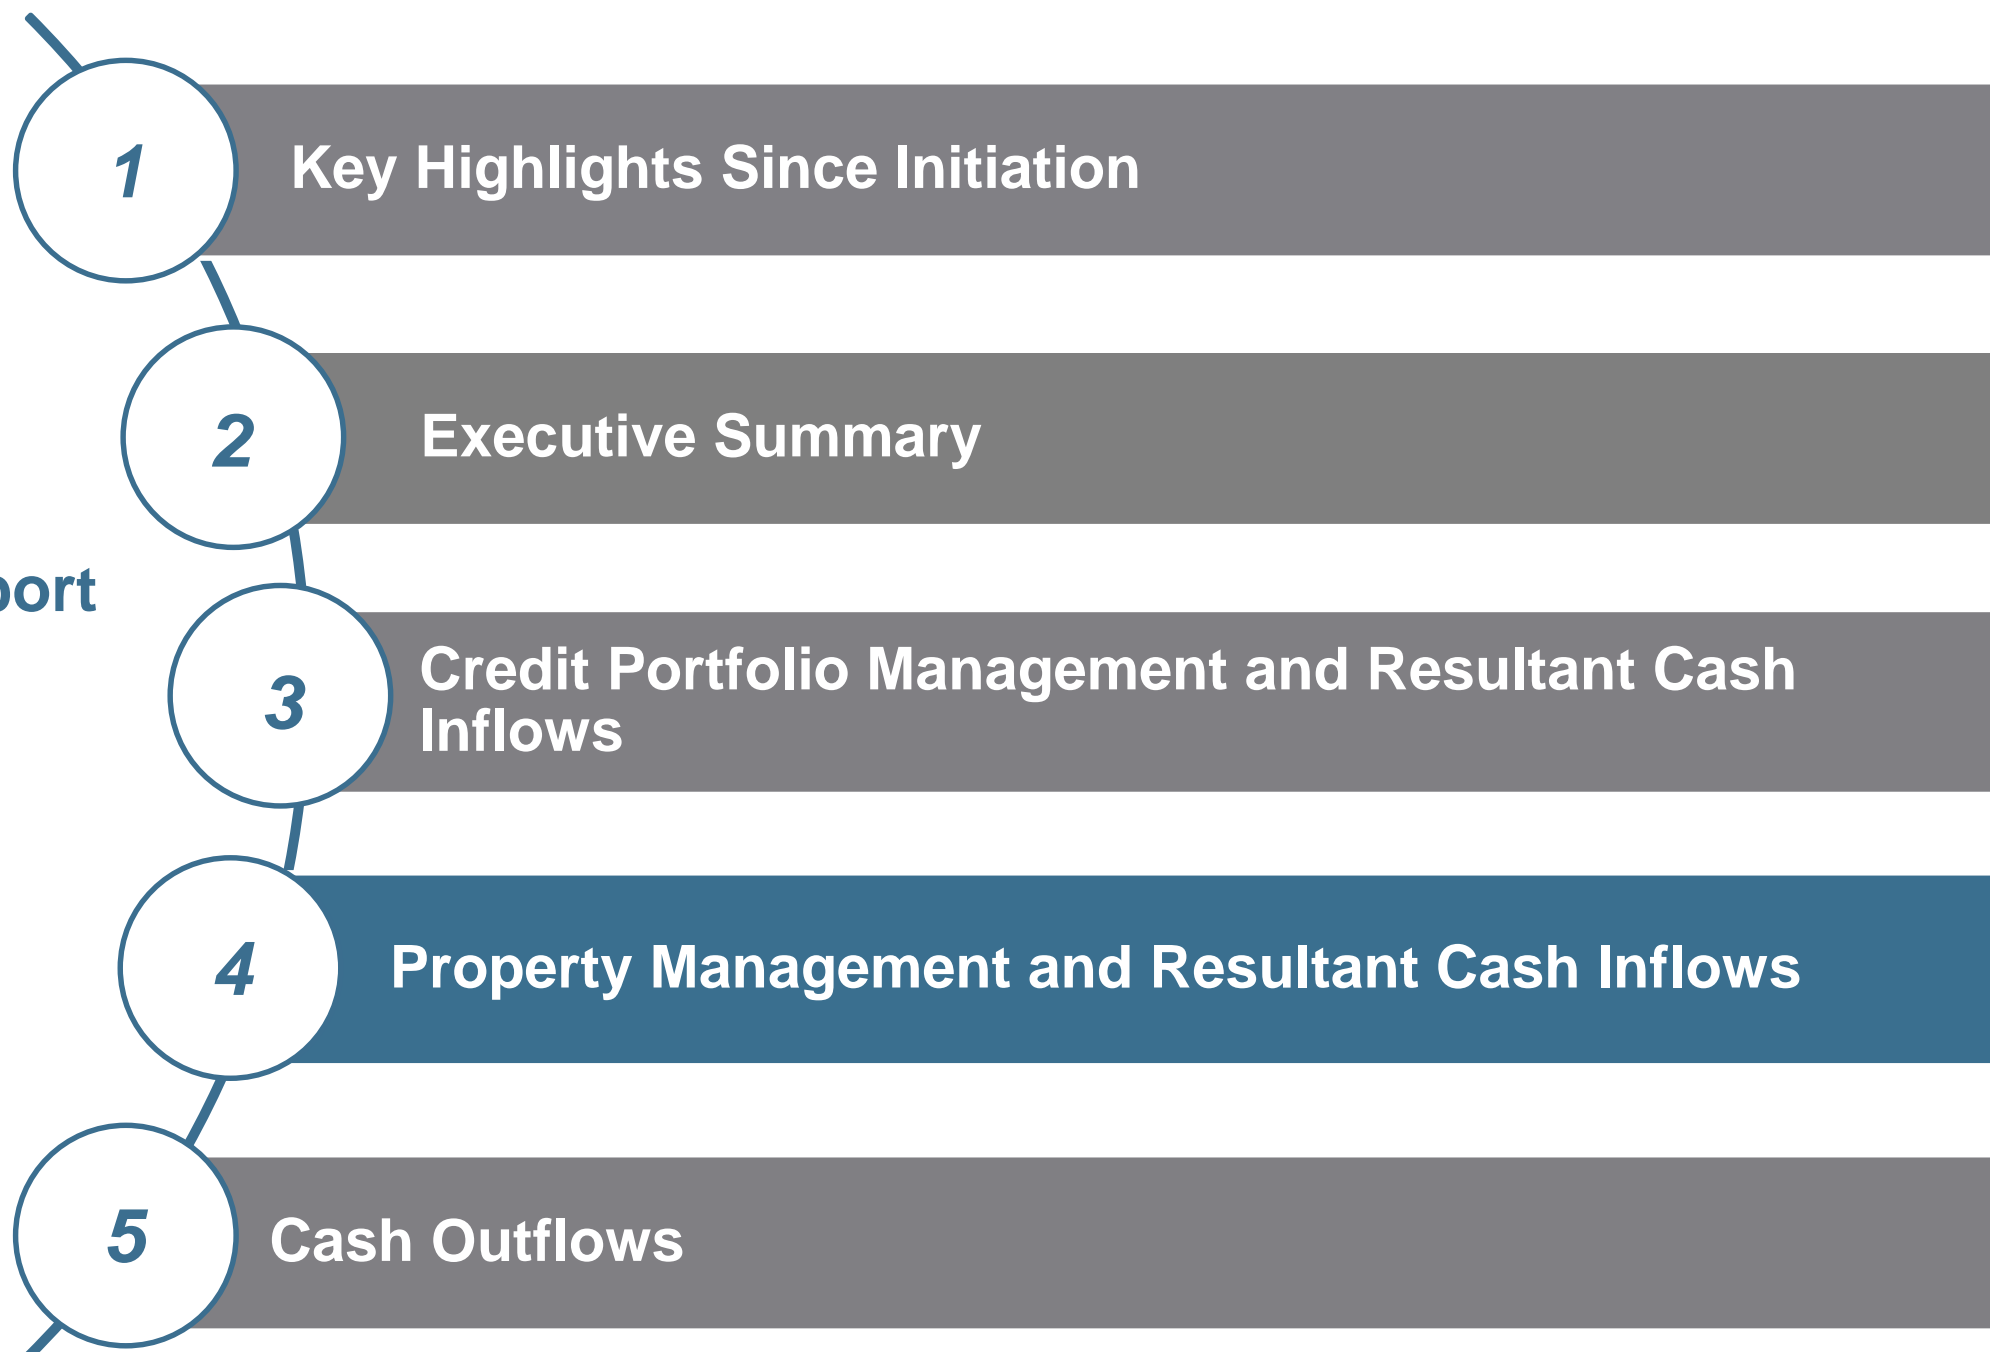 1
Key Highlights Since Initiation
2
Executive Summary
port
3
Credit Portfolio Management and Resultant Cash
Inflows
4
Property Management and Resultant Cash Inflows
5
Cash Outflows